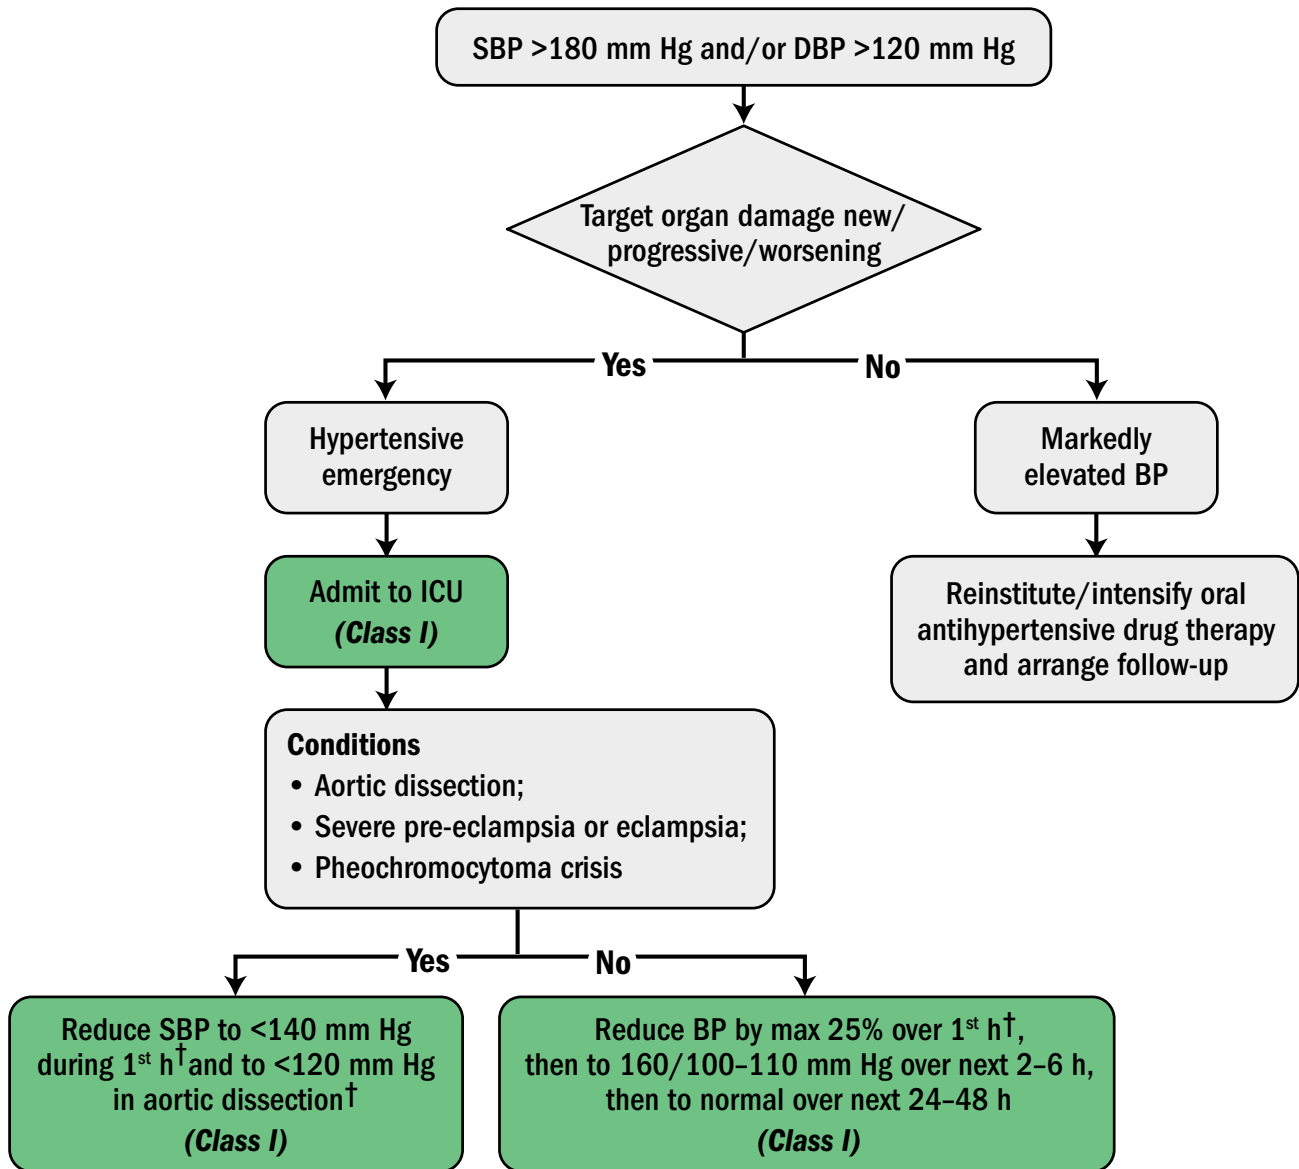 SBP >180 mm Hg and/or DBP >120 mm Hg
Target organ damage new/
progressive/worsening
Yes
No
Hypertensive
emergency
Markedly
elevated BP
Admit to ICU
(Class I)
Reinstitute/intensify oral
antihypertensive drug therapy
and arrange follow-up
Conditions
• Aortic dissection;
• Severe pre-eclampsia or eclampsia;
• Pheochromocytoma crisis
Yes
No
Reduce SBP to <140 mm Hg
during 1st h† and to <120 mm Hg
in aortic dissection†
(Class I)
Reduce BP by max 25% over 1st h†,
then to 160/100–110 mm Hg over next 2–6 h,
then to normal over next 24–48 h
(Class I)